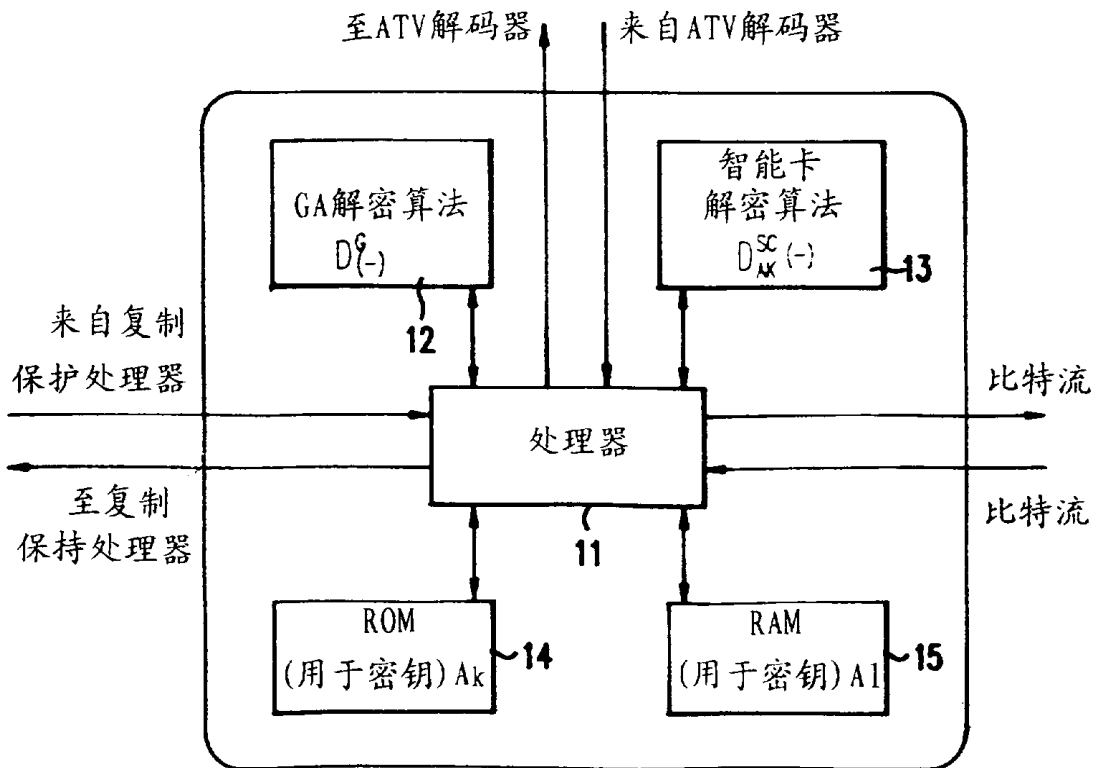 至ATV解码器
来自ATV解码器
GA解密算法
D^G_(-)
12
智能卡
解密算法
D^SC_AK(-)
13
来自复制
保护处理器
处理器
11
比特流
至复制
保持处理器
比特流
ROM
(用于密钥)Ak
14
RAM
(用于密钥)A1
15